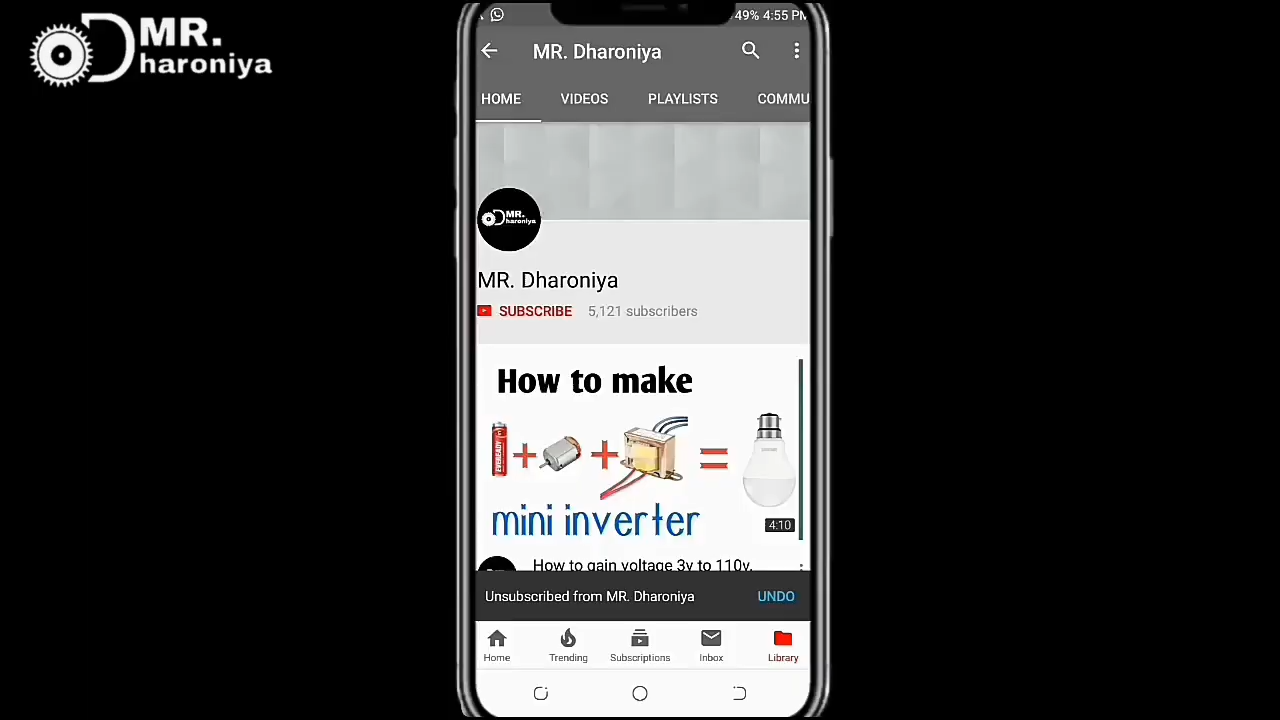 MR.
haroniya
49% 4:55 PM
MR. Dharoniya
HOME VIDEOS PLAYLISTS COMMU
MR.
haroniya
MR. Dharoniya
SUBSCRIBE 5,121 subscribers
How to make
EVEREADY
+ + =
mini inverter
4:10
How to gain voltage 3v to 110v.
Unsubscribed from MR. Dharoniya UNDO
Home Trending Subscriptions Inbox Library